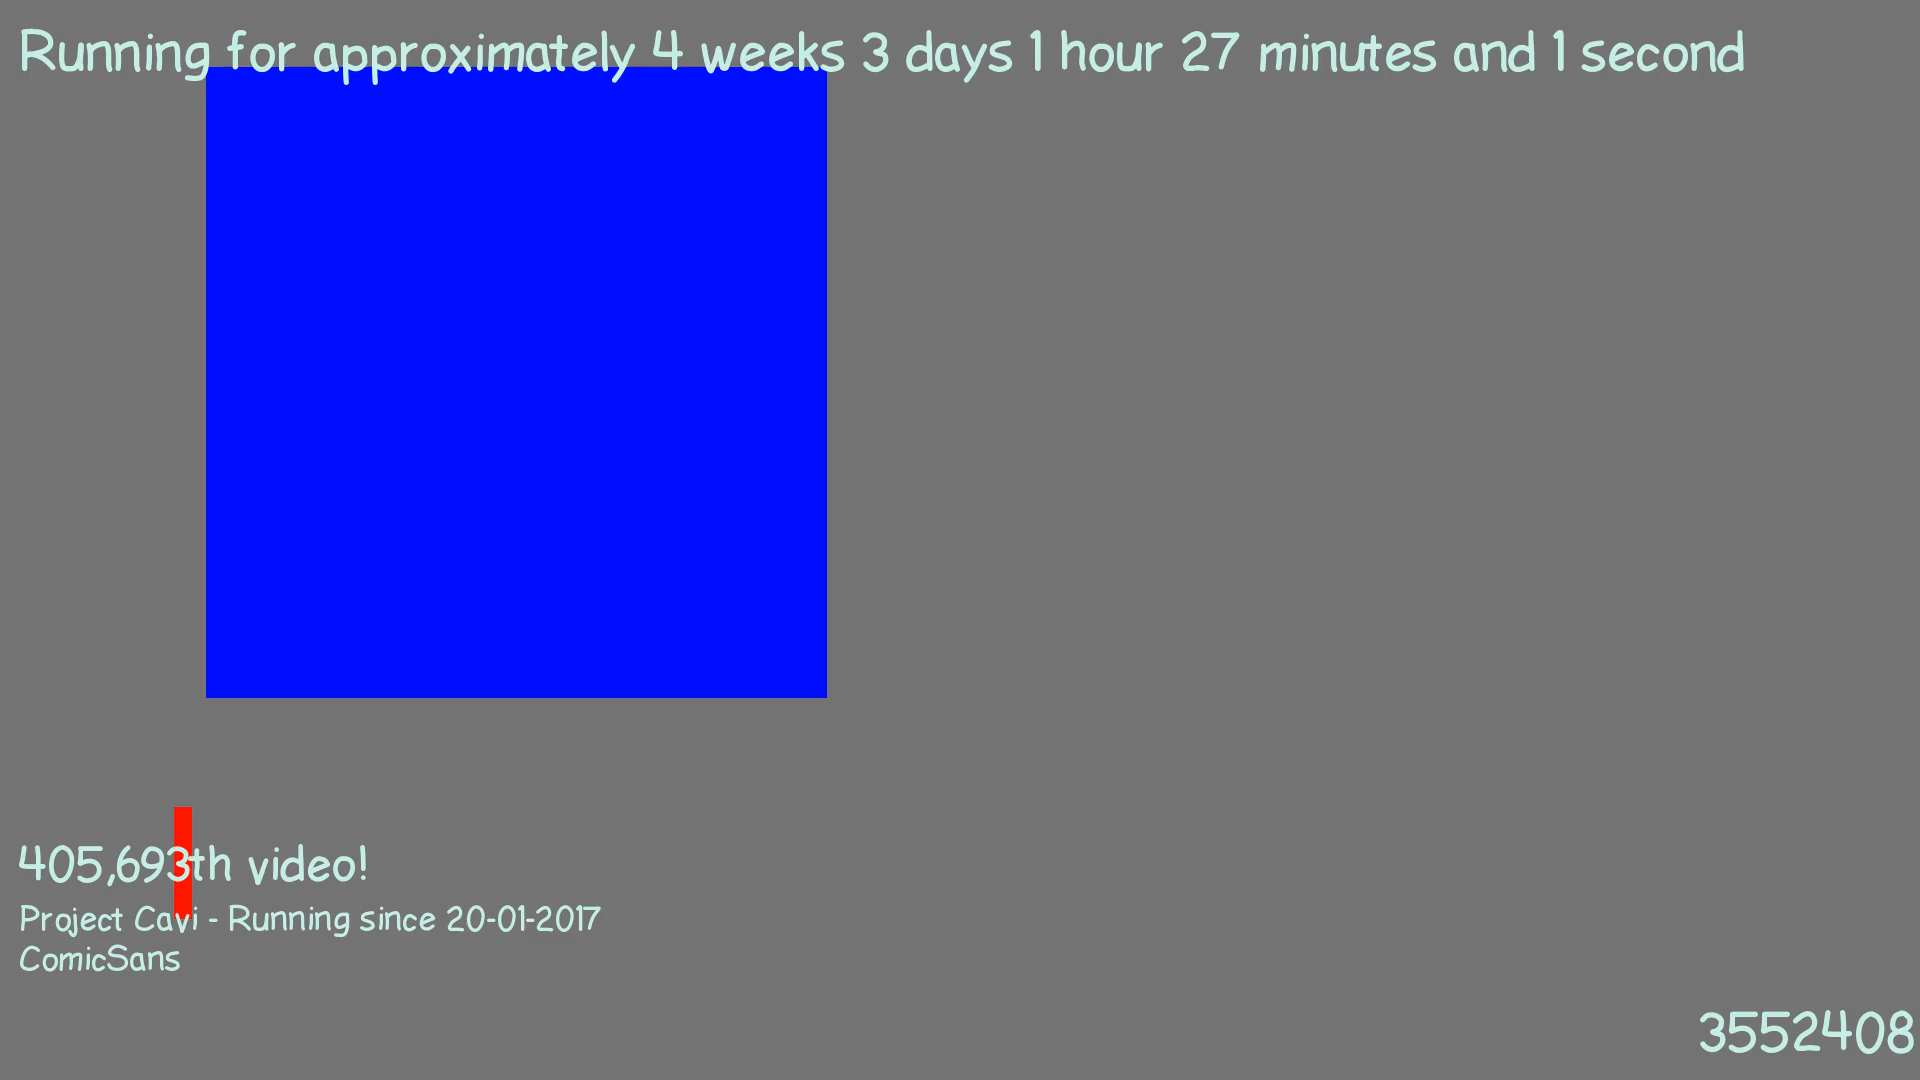 Running for approximately 4 weeks 3 days 1 hour 27 minutes and 1 second
405,693th video!
Project Cavi - Running since 20-01-2017
ComicSans
3552408